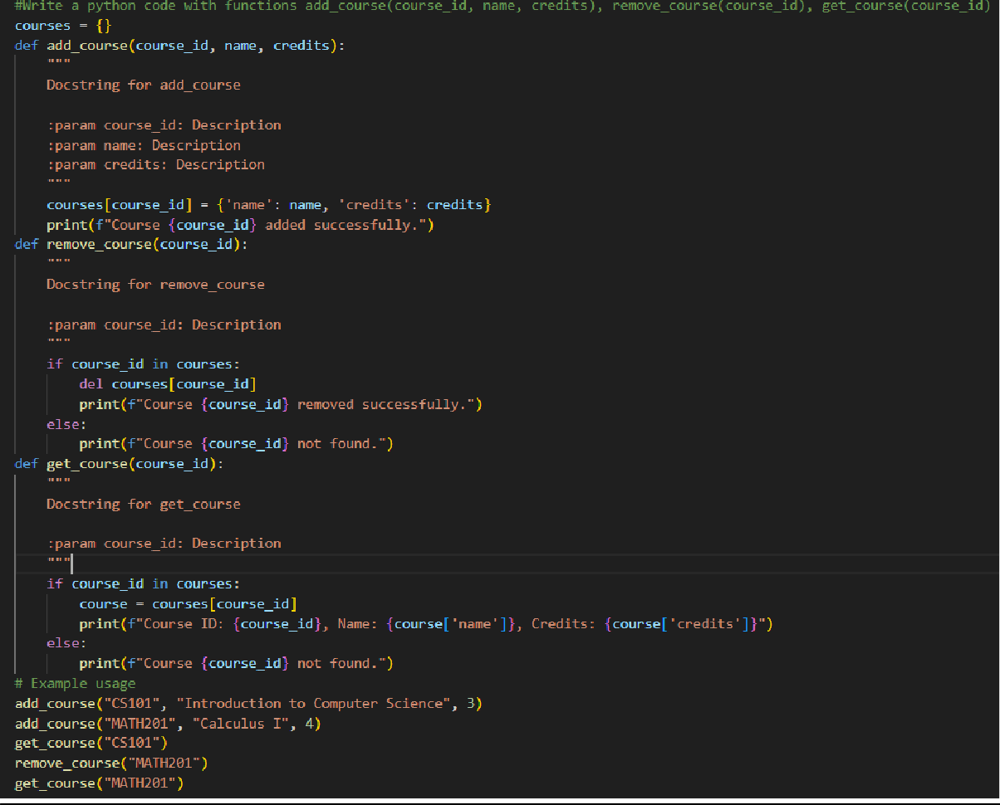 #Write a python code with functions add_course(course_id, name, credits), remove_course(course_id), get_course(course_id)
courses = {}
def add_course(course_id, name, credits):
    """
    Docstring for add_course

    :param course_id: Description
    :param name: Description
    :param credits: Description
    """
    courses[course_id] = {'name': name, 'credits': credits}
    print(f"Course {course_id} added successfully.")
def remove_course(course_id):
    """
    Docstring for remove_course

    :param course_id: Description
    """
    if course_id in courses:
        del courses[course_id]
        print(f"Course {course_id} removed successfully.")
    else:
        print(f"Course {course_id} not found.")
def get_course(course_id):
    """
    Docstring for get_course

    :param course_id: Description
    """
    if course_id in courses:
        course = courses[course_id]
        print(f"Course ID: {course_id}, Name: {course['name']}, Credits: {course['credits']}")
    else:
        print(f"Course {course_id} not found.")
# Example usage
add_course("CS101", "Introduction to Computer Science", 3)
add_course("MATH201", "Calculus I", 4)
get_course("CS101")
remove_course("MATH201")
get_course("MATH201")